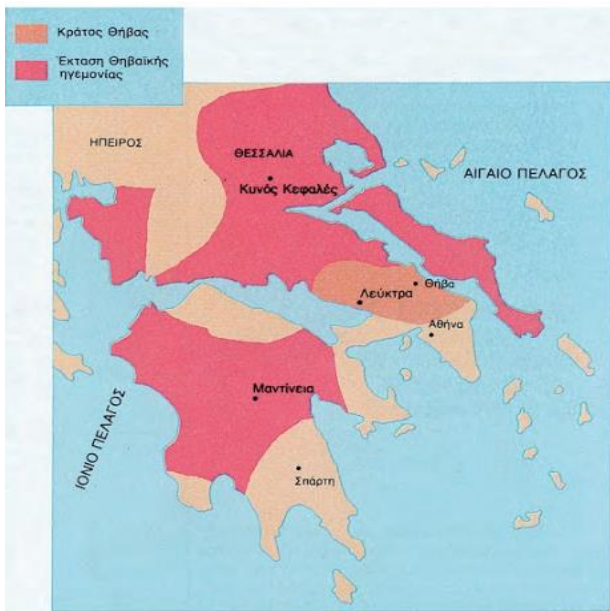 Κράτος Θήβας
Έκταση Θηβαϊκής
ηγεμονίας
ΗΠΕΙΡΟΣ
ΘΕΣΣΑΛΙΑ
ΑΙΓΑΙΟ ΠΕΛΑΓΟΣ
Κυνός Κεφαλές
Θήβα
Λεύκτρα
Αθήνα
Μαντίνεια
ΙΟΝΙΟ ΠΕΛΑΓΟΣ
Σπάρτη